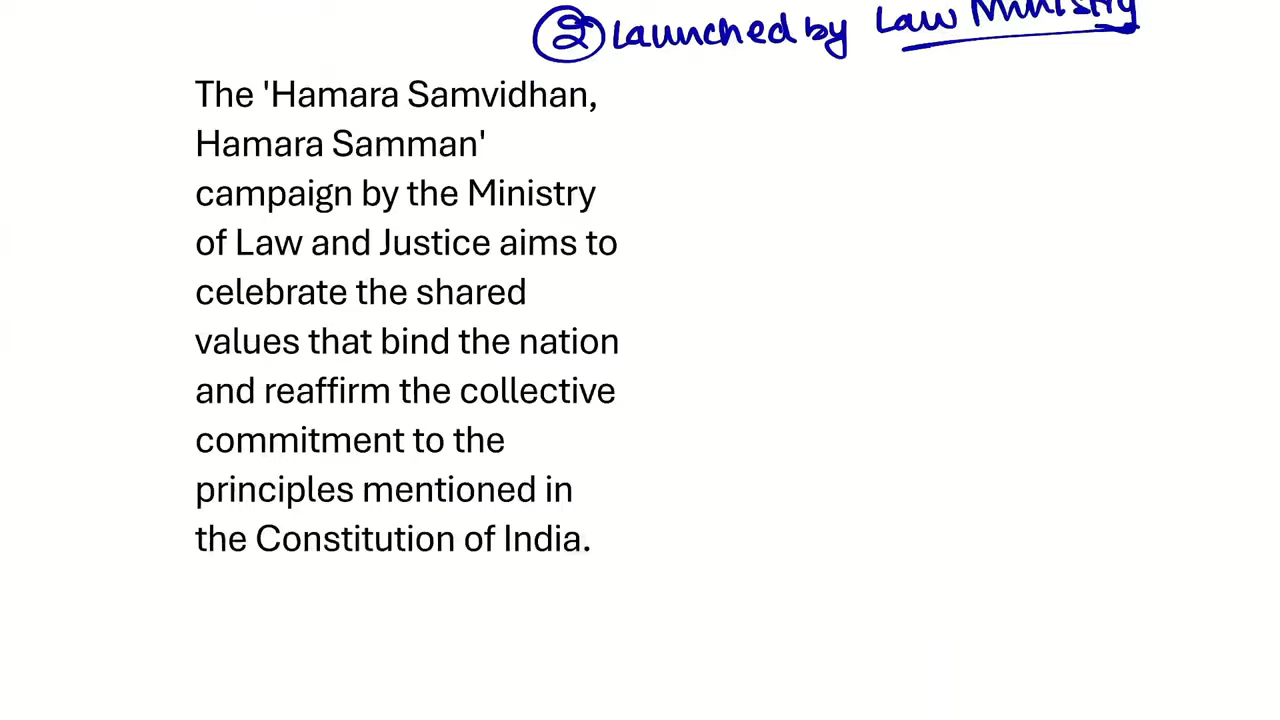 ② Launched by Law Ministry
The 'Hamara Samvidhan,
Hamara Samman'
campaign by the Ministry
of Law and Justice aims to
celebrate the shared
values that bind the nation
and reaffirm the collective
commitment to the
principles mentioned in
the Constitution of India.